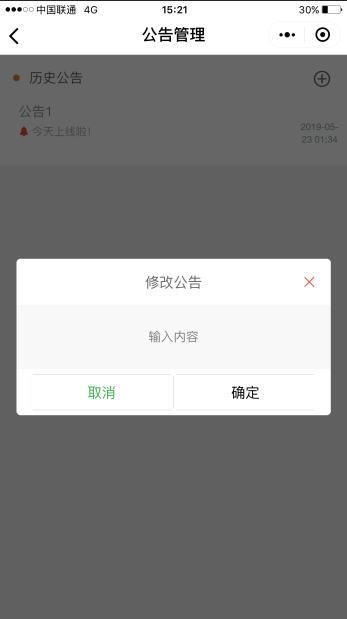 中国联通 4G 15:21 30%
公告管理
历史公告
公告1
今天上线啦！
2019-05-
23 01:34
修改公告
输入内容
取消 确定